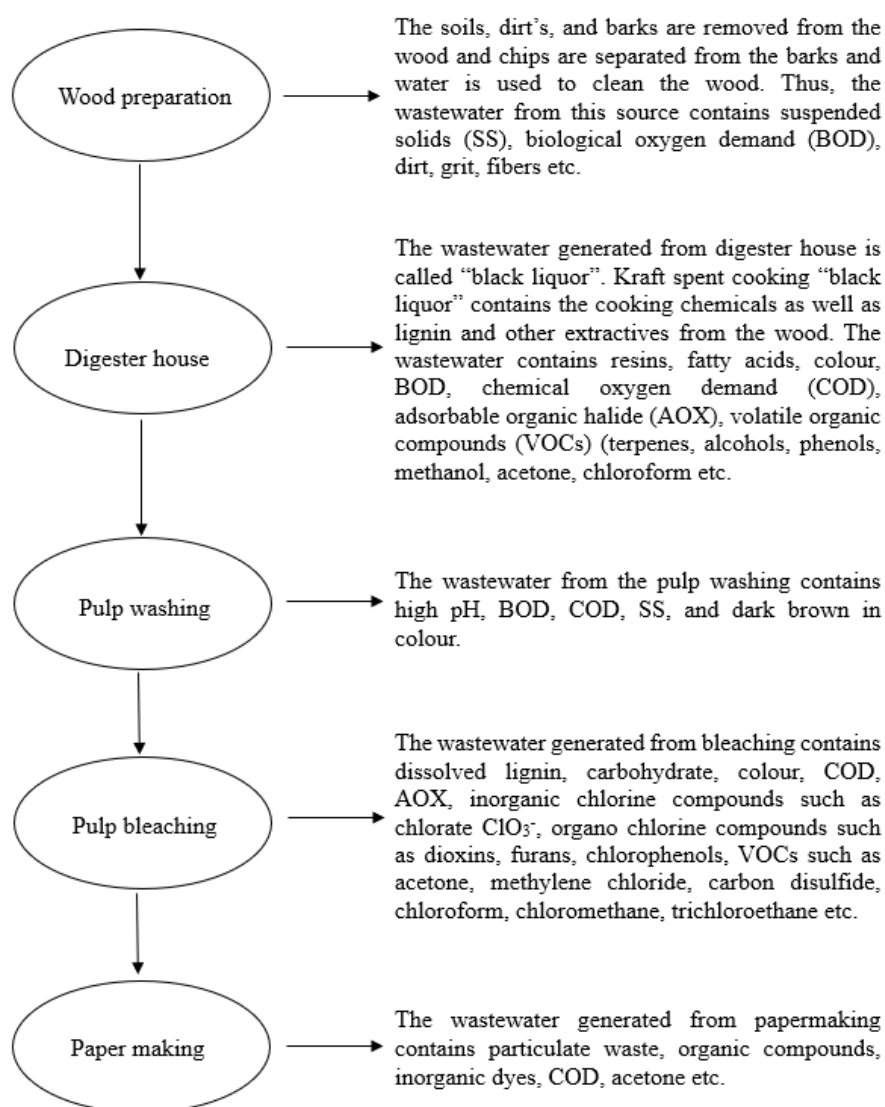 Wood preparation
The soils, dirt’s, and barks are removed from the
wood and chips are separated from the barks and
water is used to clean the wood. Thus, the
wastewater from this source contains suspended
solids (SS), biological oxygen demand (BOD),
dirt, grit, fibers etc.
Digester house
The wastewater generated from digester house is
called “black liquor”. Kraft spent cooking “black
liquor” contains the cooking chemicals as well as
lignin and other extractives from the wood. The
wastewater contains resins, fatty acids, colour,
BOD, chemical oxygen demand (COD),
adsorbable organic halide (AOX), volatile organic
compounds (VOCs) (terpenes, alcohols, phenols,
methanol, acetone, chloroform etc.
Pulp washing
The wastewater from the pulp washing contains
high pH, BOD, COD, SS, and dark brown in
colour.
Pulp bleaching
The wastewater generated from bleaching contains
dissolved lignin, carbohydrate, colour, COD,
AOX, inorganic chlorine compounds such as
chlorate ClO₃⁻, organo chlorine compounds such
as dioxins, furans, chlorophenols, VOCs such as
acetone, methylene chloride, carbon disulfide,
chloroform, chloromethane, trichloroethane etc.
Paper making
The wastewater generated from papermaking
contains particulate waste, organic compounds,
inorganic dyes, COD, acetone etc.